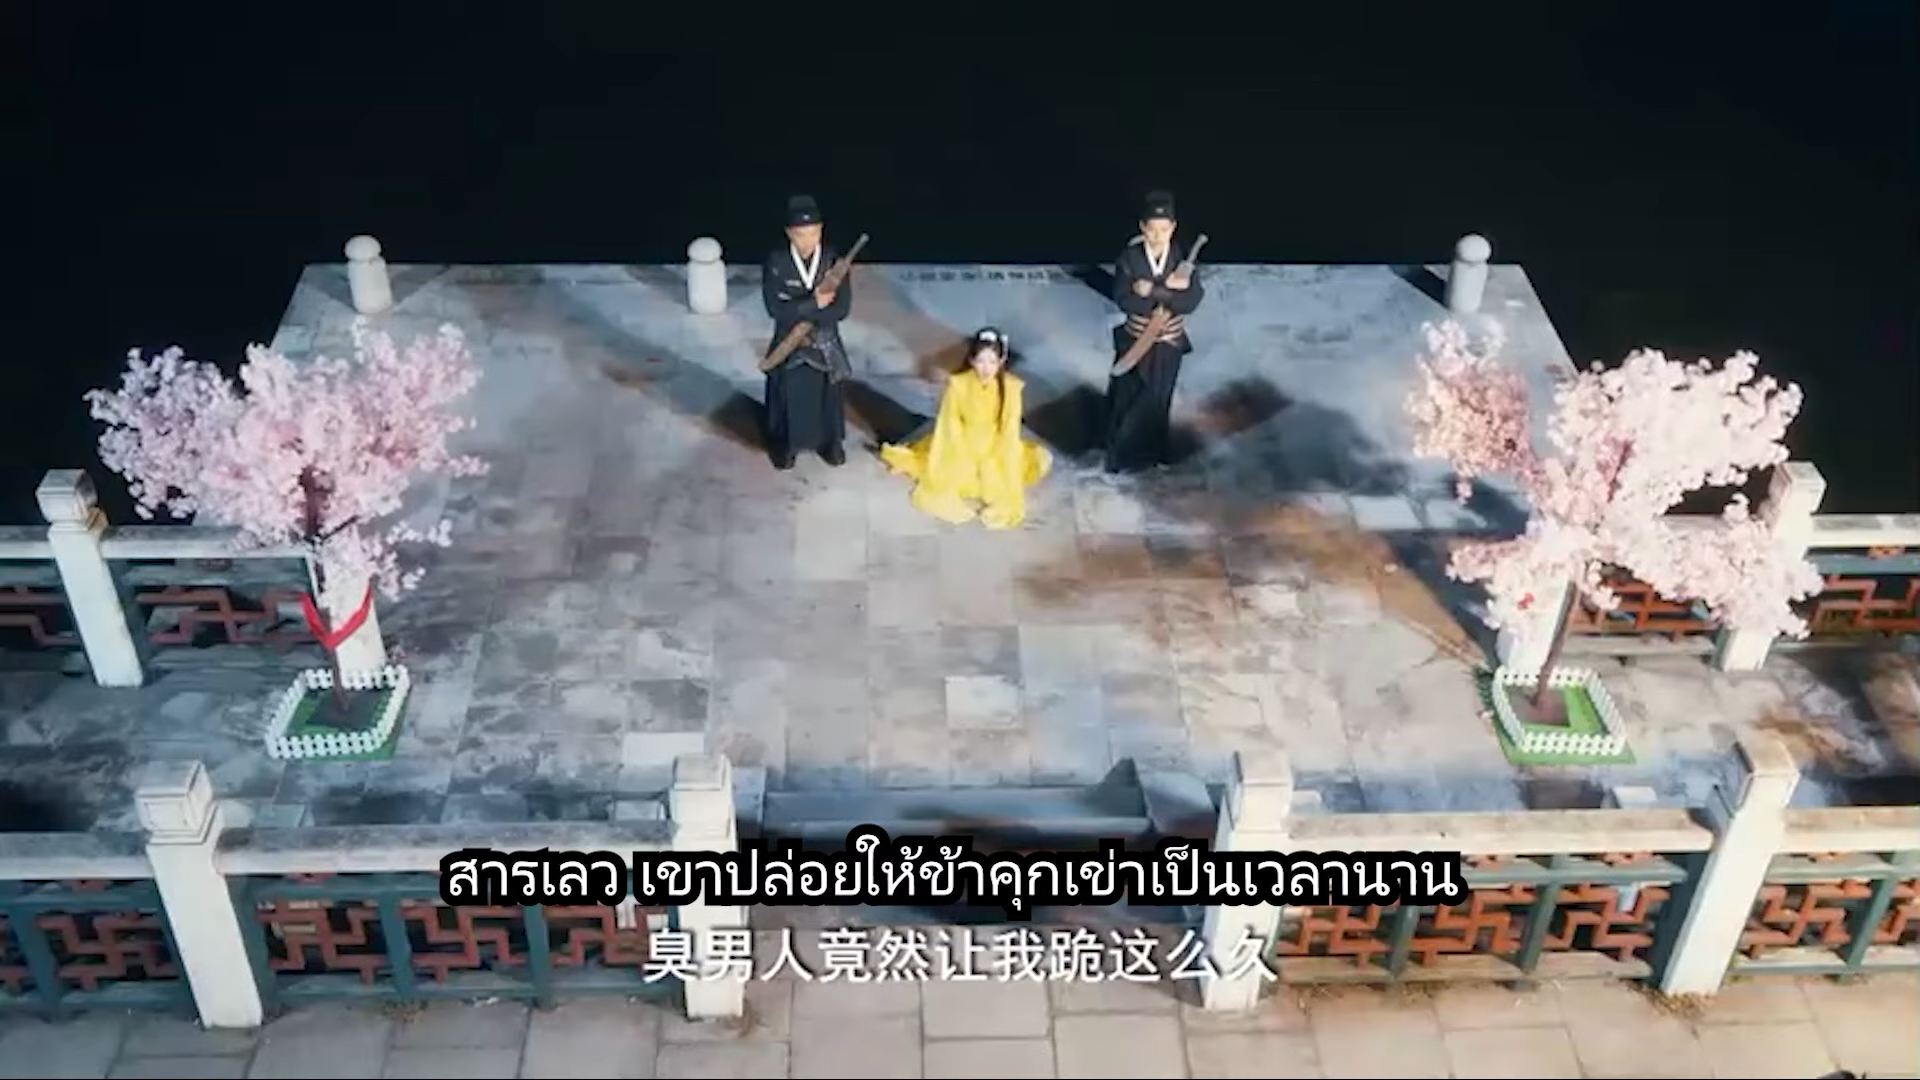 สารเลว เขาปล่อยให้ข้าคุกเข่าเป็นเวลานาน
臭男人竟然让我跪这么久